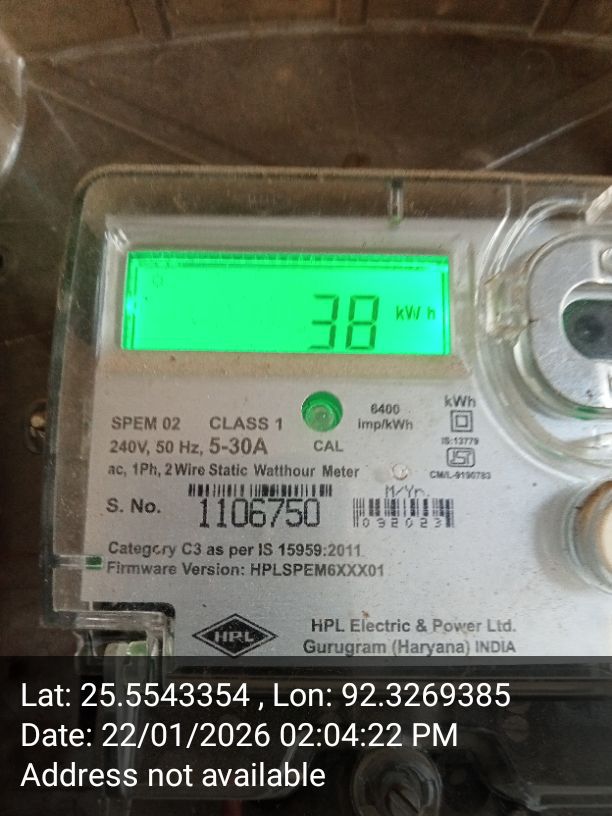 38 kWh
SPEM 02 CLASS 1
240V, 50 Hz, 5-30A
CAL
6400
imp/kWh
kWh
IS:13779
ISI
CM/L-9190783
ac, 1Ph, 2 Wire Static Watthour Meter
M/Yr.
S. No. 1106750
092023
Category C3 as per IS 15959:2011
Firmware Version: HPLSPEM6XXX01
HPL
HPL Electric & Power Ltd.
Gurugram (Haryana) INDIA
Lat: 25.5543354 , Lon: 92.3269385
Date: 22/01/2026 02:04:22 PM
Address not available